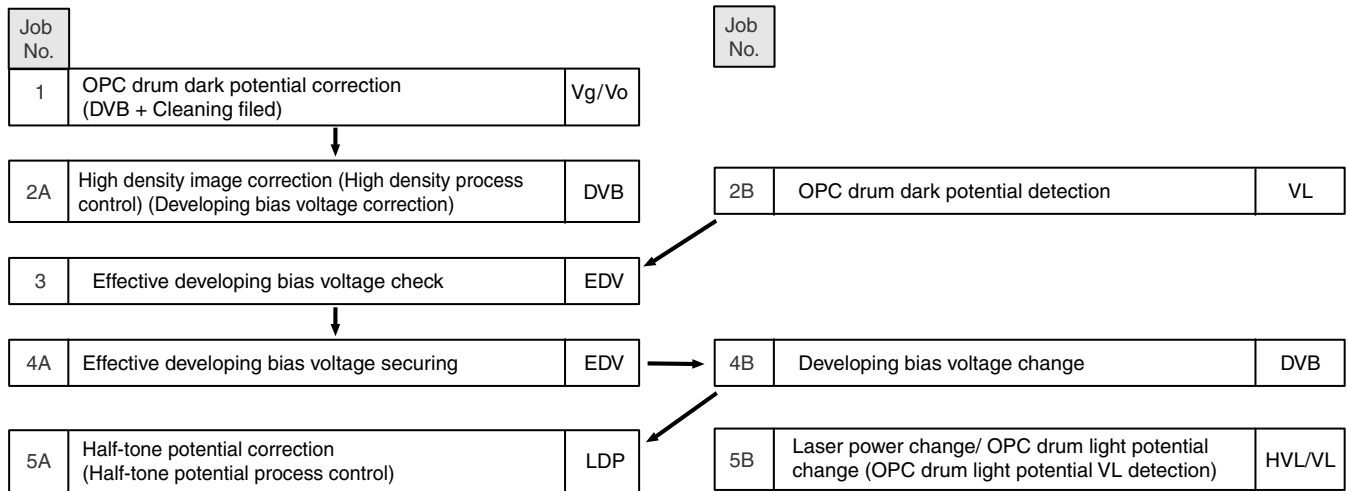 Job
No.
Job
No.
1
OPC drum dark potential correction
(DVB + Cleaning filed)
Vg/Vo
2A
High density image correction (High density process
control) (Developing bias voltage correction)
DVB
2B
OPC drum dark potential detection
VL
3
Effective developing bias voltage check
EDV
4A
Effective developing bias voltage securing
EDV
4B
Developing bias voltage change
DVB
5A
Half-tone potential correction
(Half-tone potential process control)
LDP
5B
Laser power change/ OPC drum light potential
change (OPC drum light potential VL detection)
HVL/VL